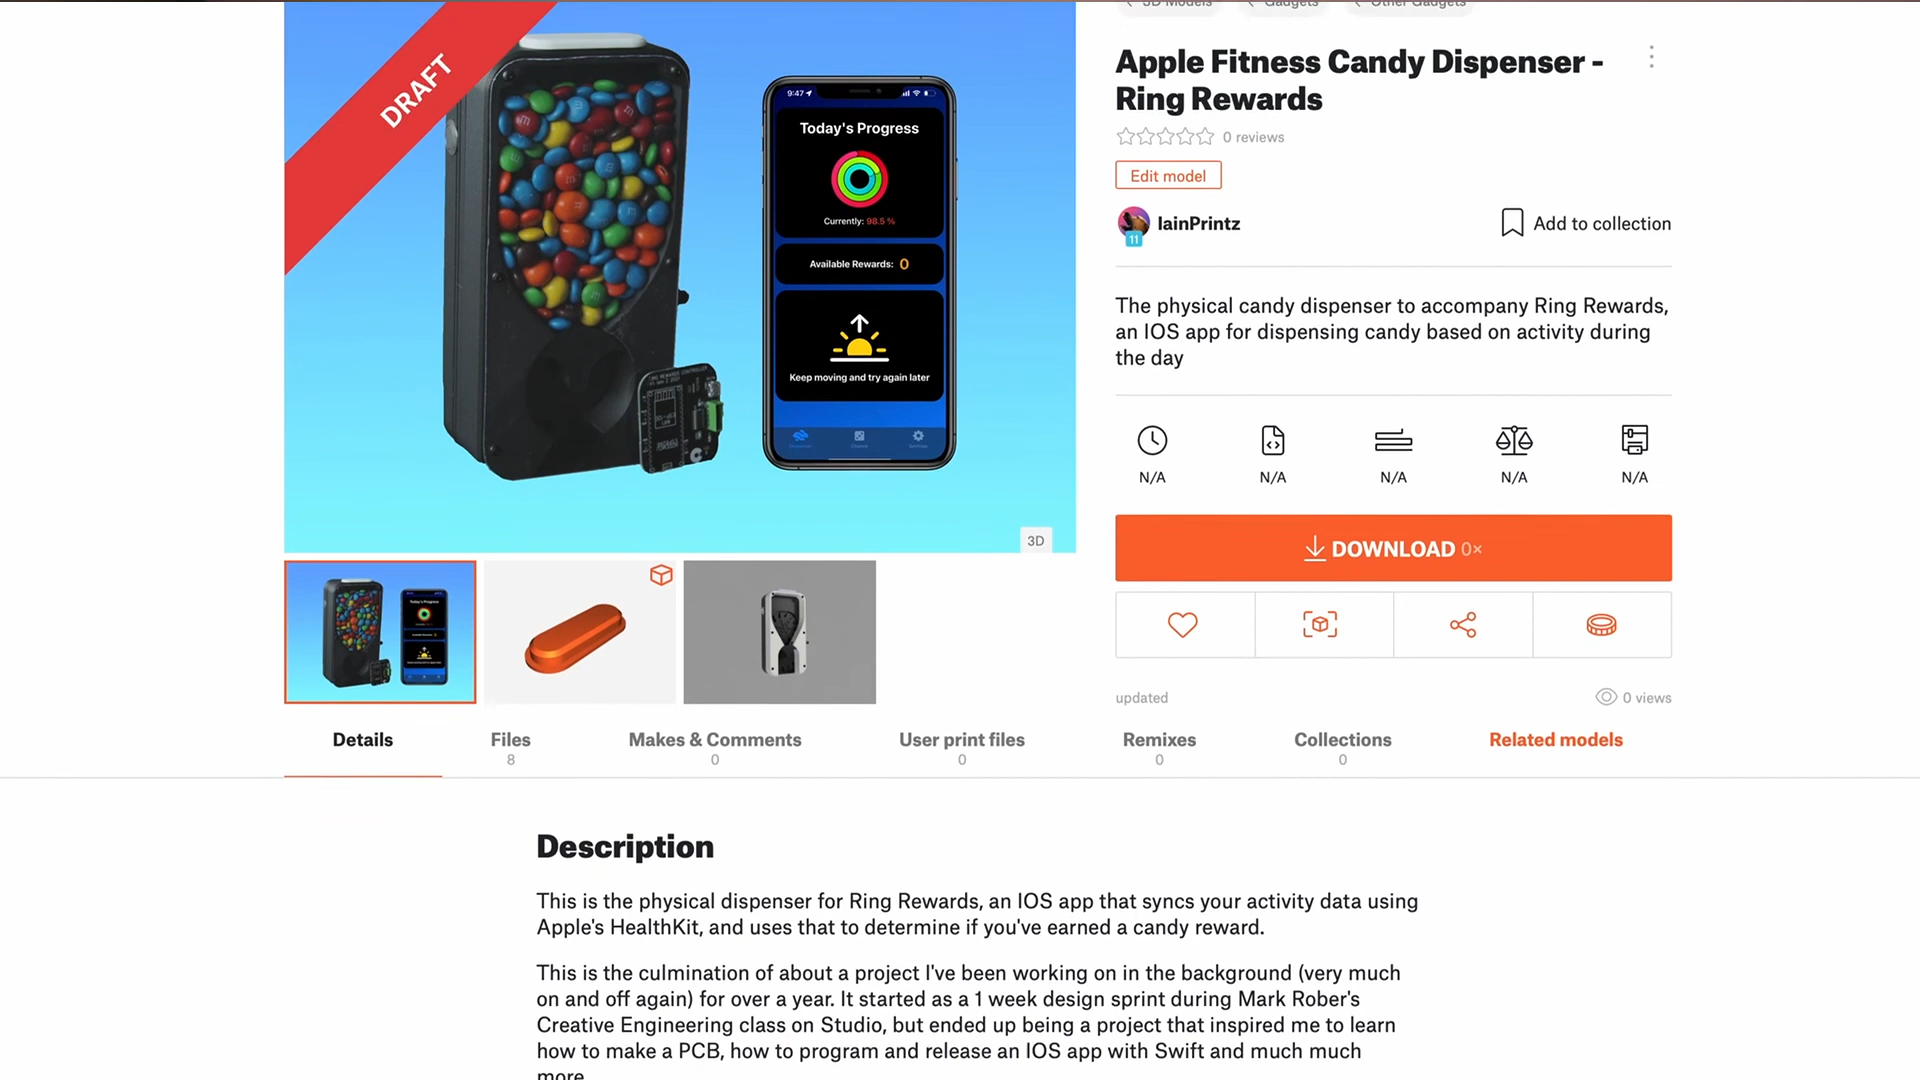 3D Models
Gadgets
Other Gadgets
DRAFT
Apple Fitness Candy Dispenser -
Ring Rewards
0 reviews
Edit model
IainPrintz
11
Add to collection
The physical candy dispenser to accompany Ring Rewards,
an IOS app for dispensing candy based on activity during
the day
N/A
N/A
N/A
N/A
N/A
DOWNLOAD 0×
updated
0 views
9:47
Today's Progress
Currently: 98.5 %
Available Rewards: 0
Keep moving and try again later
3D
Details
Files
8
Makes & Comments
0
User print files
0
Remixes
0
Collections
0
Related models
Description
This is the physical dispenser for Ring Rewards, an IOS app that syncs your activity data using
Apple's HealthKit, and uses that to determine if you've earned a candy reward.
This is the culmination of about a project I've been working on in the background (very much
on and off again) for over a year. It started as a 1 week design sprint during Mark Rober's
Creative Engineering class on Studio, but ended up being a project that inspired me to learn
how to make a PCB, how to program and release an IOS app with Swift and much much
more